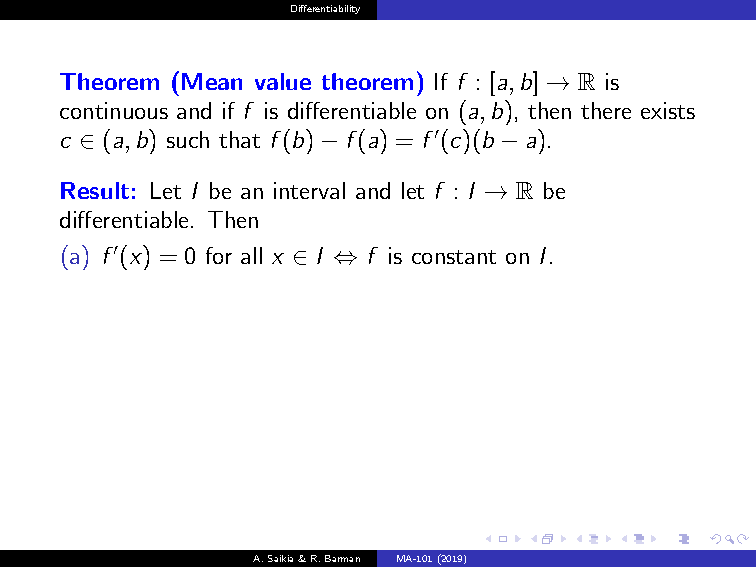 Differentiability
Theorem (Mean value theorem) If f : [a, b] → ℝ is
continuous and if f is differentiable on (a, b), then there exists
c ∈ (a, b) such that f(b) − f(a) = f′(c)(b − a).
Result: Let I be an interval and let f : I → ℝ be
differentiable. Then
(a) f′(x) = 0 for all x ∈ I ⇔ f is constant on I.
A. Saikia & R. Barman MA-101 (2019)